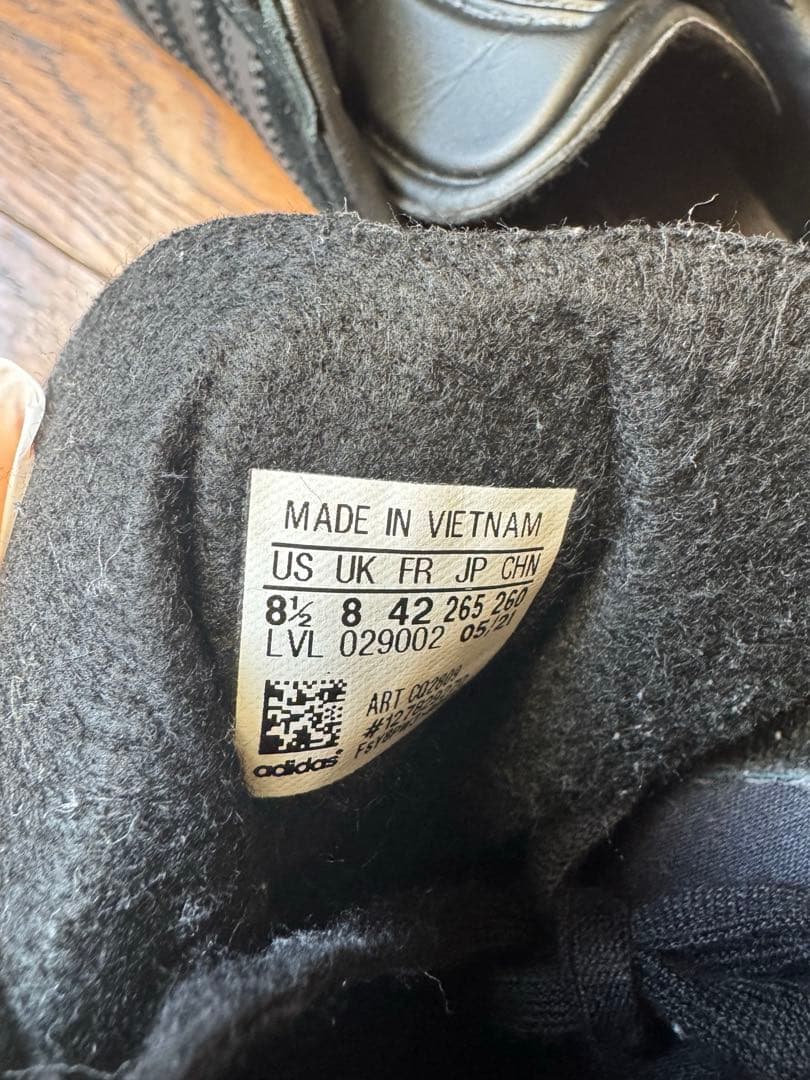 MADE IN VIETNAM
US UK FR JP CHN
8½ 8 42 265 260
LVL 029002 05/21
ART
adidas